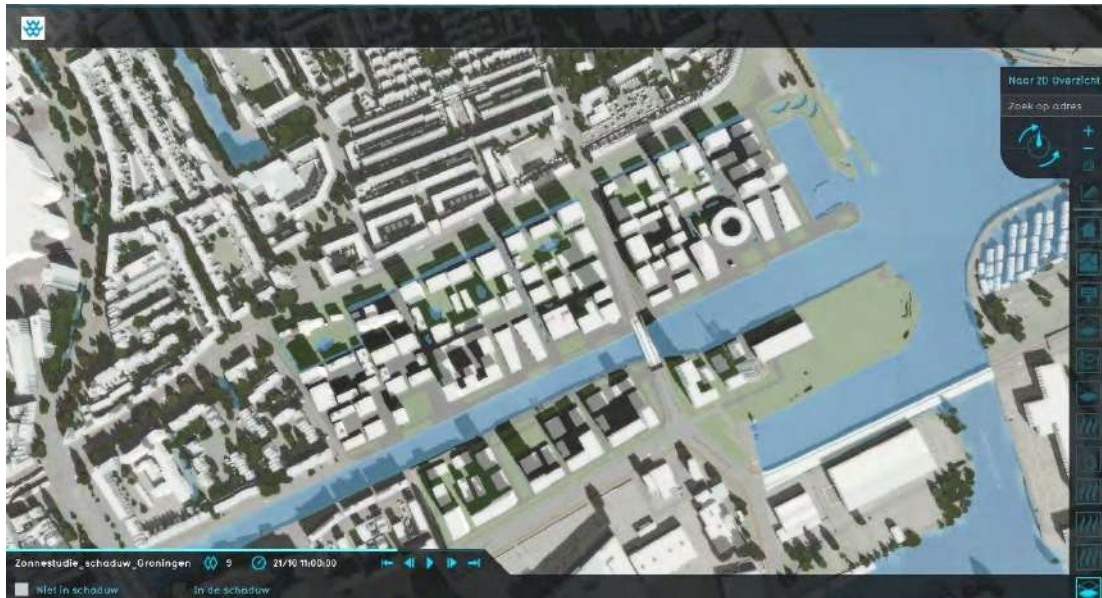 Naar 2D Overzicht
Zoek op adres
Zonnestudie_schaduw_Groningen 9 21/10 11:00:00
Niet in schaduw In de schaduw